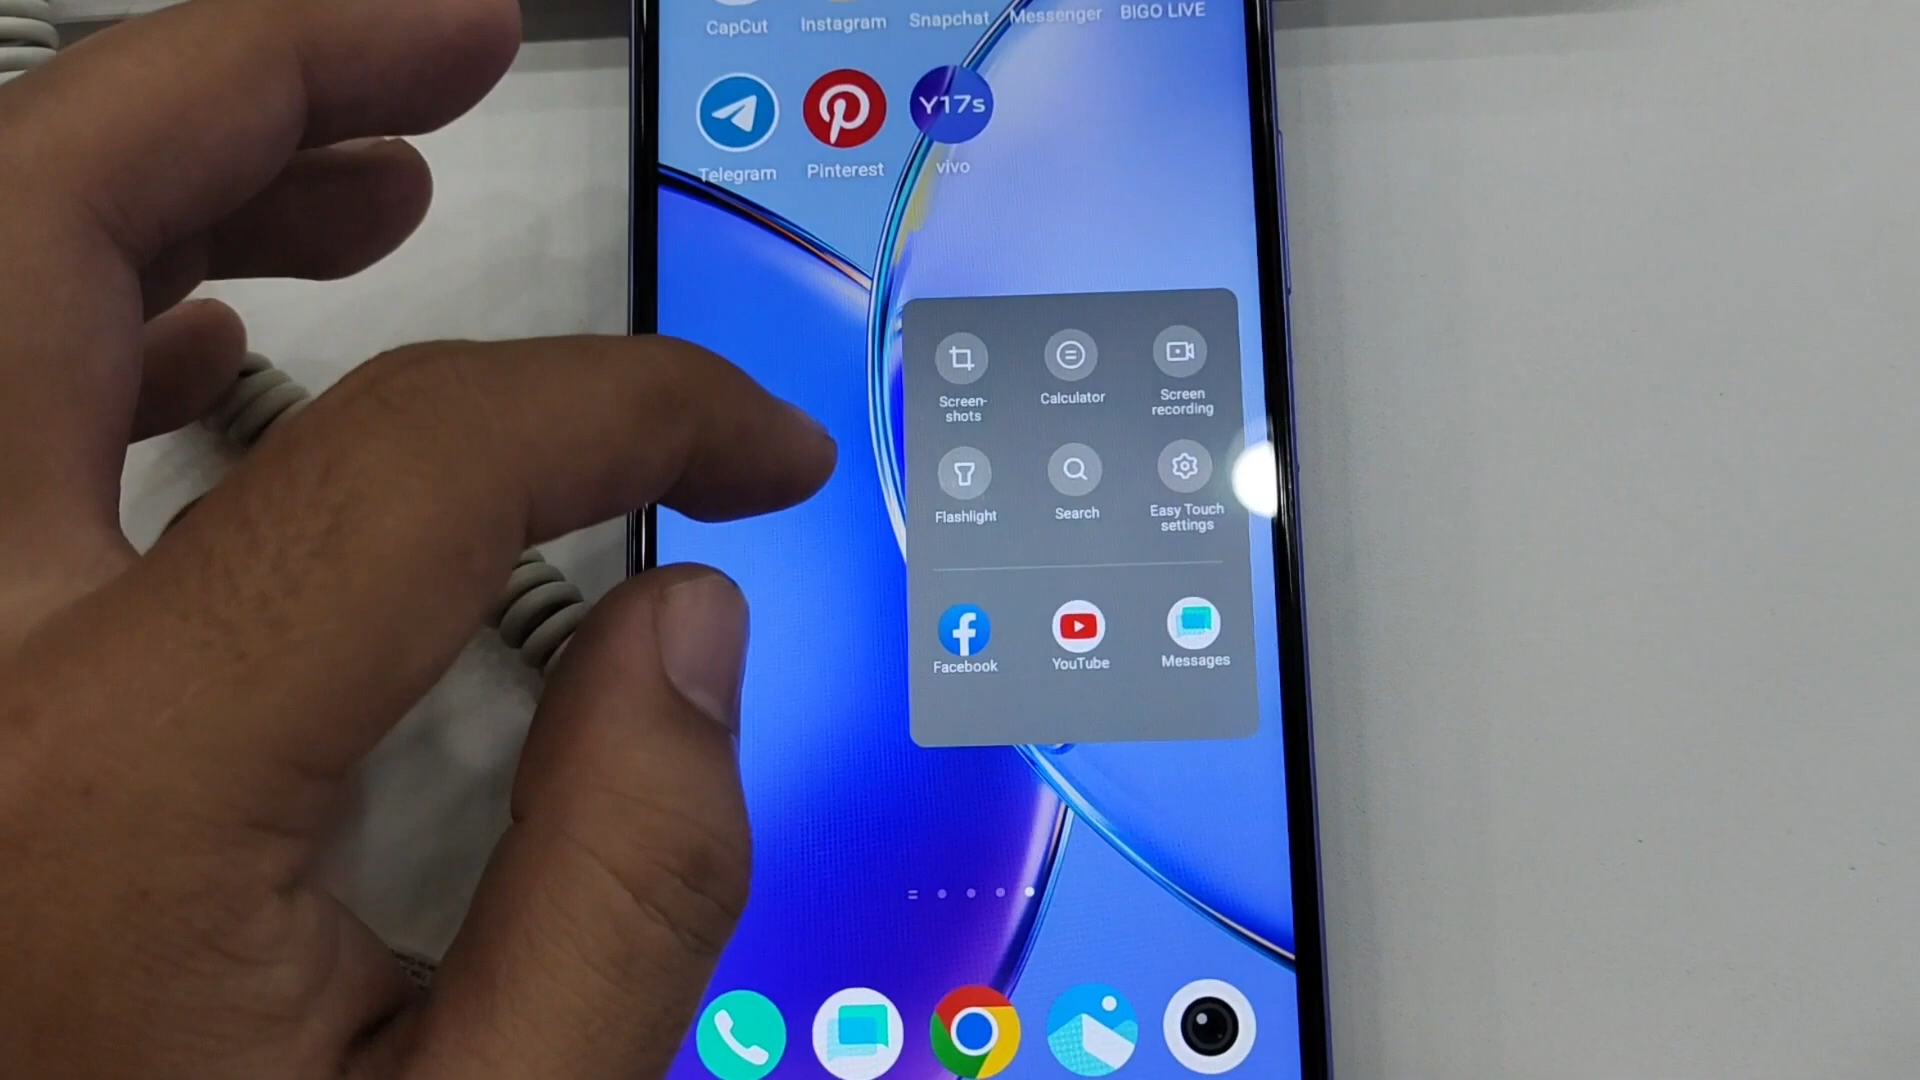 CapCut Instagram Snapchat Messenger BIGO LIVE
Y17s
Telegram Pinterest vivo
Screen-
shots
Calculator
Screen
recording
Flashlight
Search
Easy Touch
settings
Facebook YouTube Messages